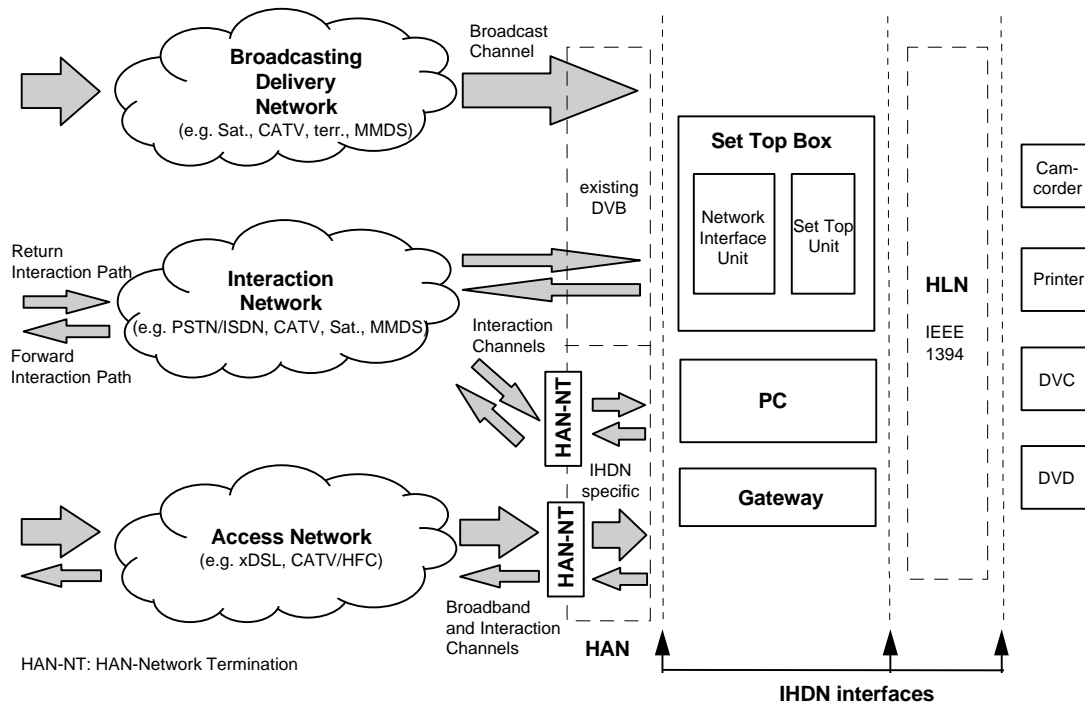 Broadcasting
Delivery
Network
(e.g. Sat., CATV, terr., MMDS)
Broadcast
Channel
existing
DVB
Set Top Box
Network
Interface
Unit
Set Top
Unit
HLN
IEEE
1394
Cam-
corder
Printer
DVC
DVD
Return
Interaction Path
Forward
Interaction Path
Interaction
Network
(e.g. PSTN/ISDN, CATV, Sat., MMDS)
Interaction
Channels
HAN-NT
PC
IHDN
specific
Gateway
Access Network
(e.g. xDSL, CATV/HFC)
HAN-NT
Broadband
and Interaction
Channels
HAN
HAN-NT: HAN-Network Termination
IHDN interfaces